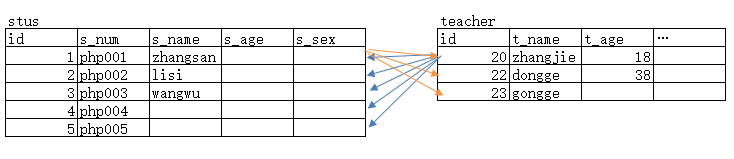 stus
id s_num s_name s_age s_sex
1 php001 zhangsan
2 php002 lisi
3 php003 wangwu
4 php004
5 php005
teacher
id t_name t_age …
20 zhangjie 18
22 dongge 38
23 gongge